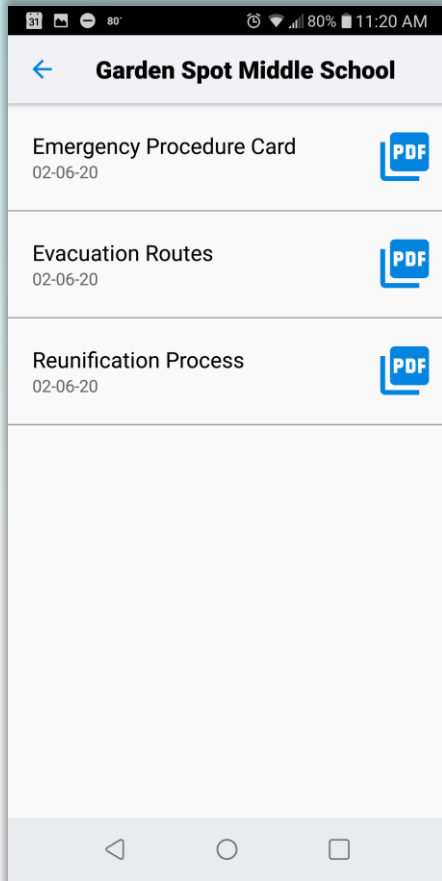 31 80° 80% 11:20 AM
Garden Spot Middle School
Emergency Procedure Card
02-06-20
PDF
Evacuation Routes
02-06-20
PDF
Reunification Process
02-06-20
PDF